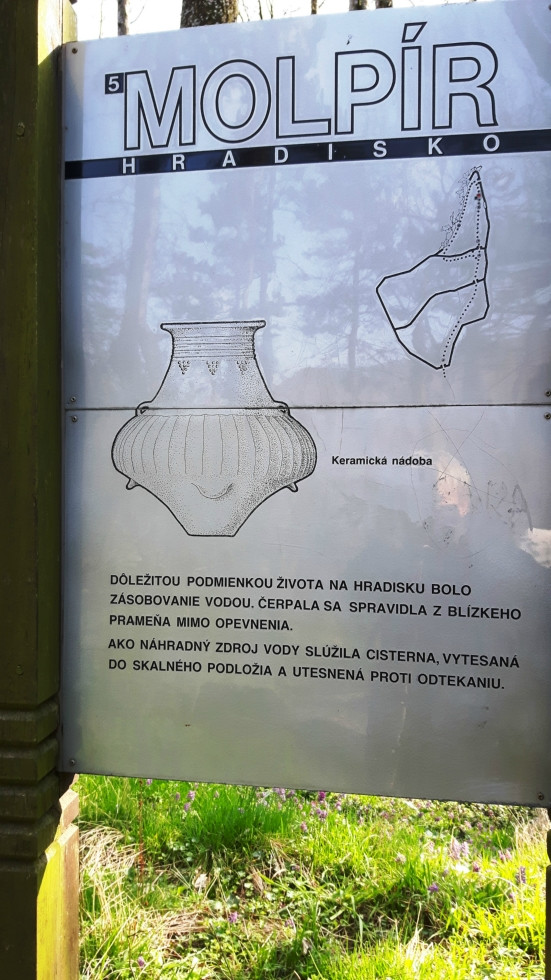 5 MOLPÍR
HRADISKO
Keramická nádoba
DÔLEŽITOU PODMIENKOU ŽIVOTA NA HRADISKU BOLO
ZÁSOBOVANIE VODOU. ČERPALA SA SPRAVIDLA Z BLÍZKEHO
PRAMEŇA MIMO OPEVNENIA.
AKO NÁHRADNÝ ZDROJ VODY SLÚŽILA CISTERNA, VYTESANÁ
DO SKALNÉHO PODLOŽIA A UTESNENÁ PROTI ODTEKANIU.